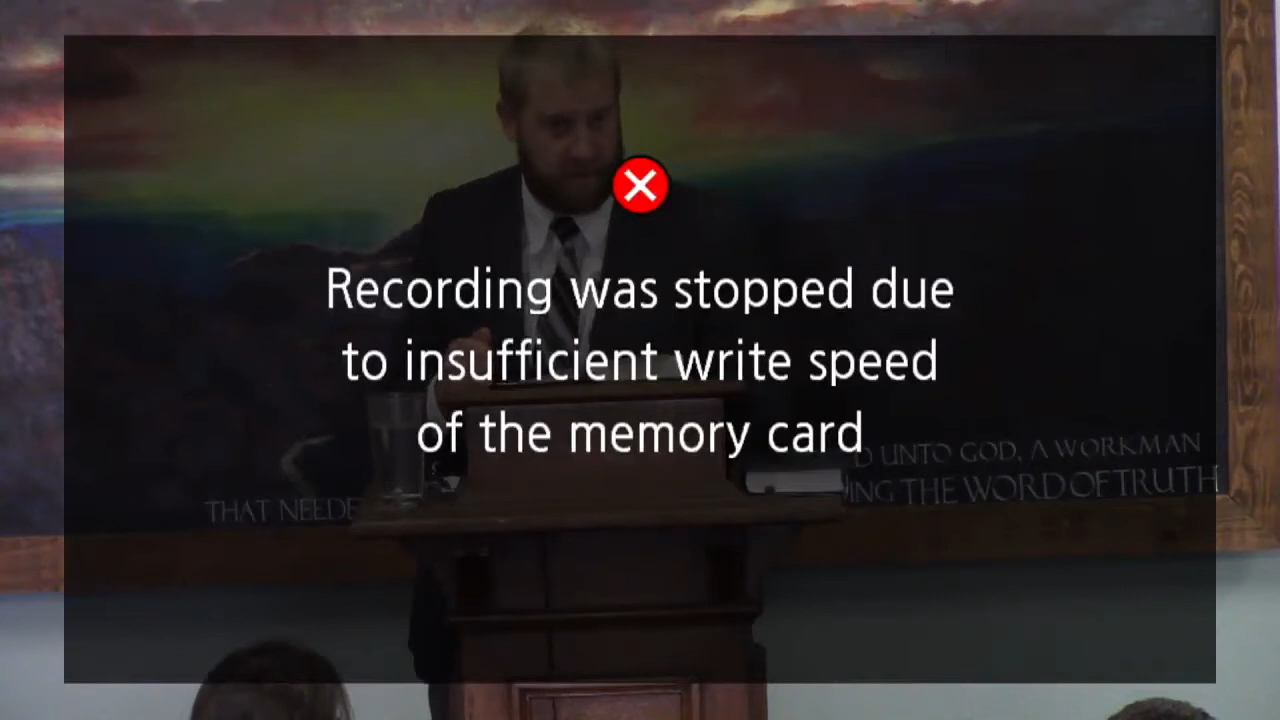 Recording was stopped due
to insufficient write speed
of the memory card
D UNTO GOD, A WORKMAN
THAT NEEDE
ING THE WORD OF TRUTH